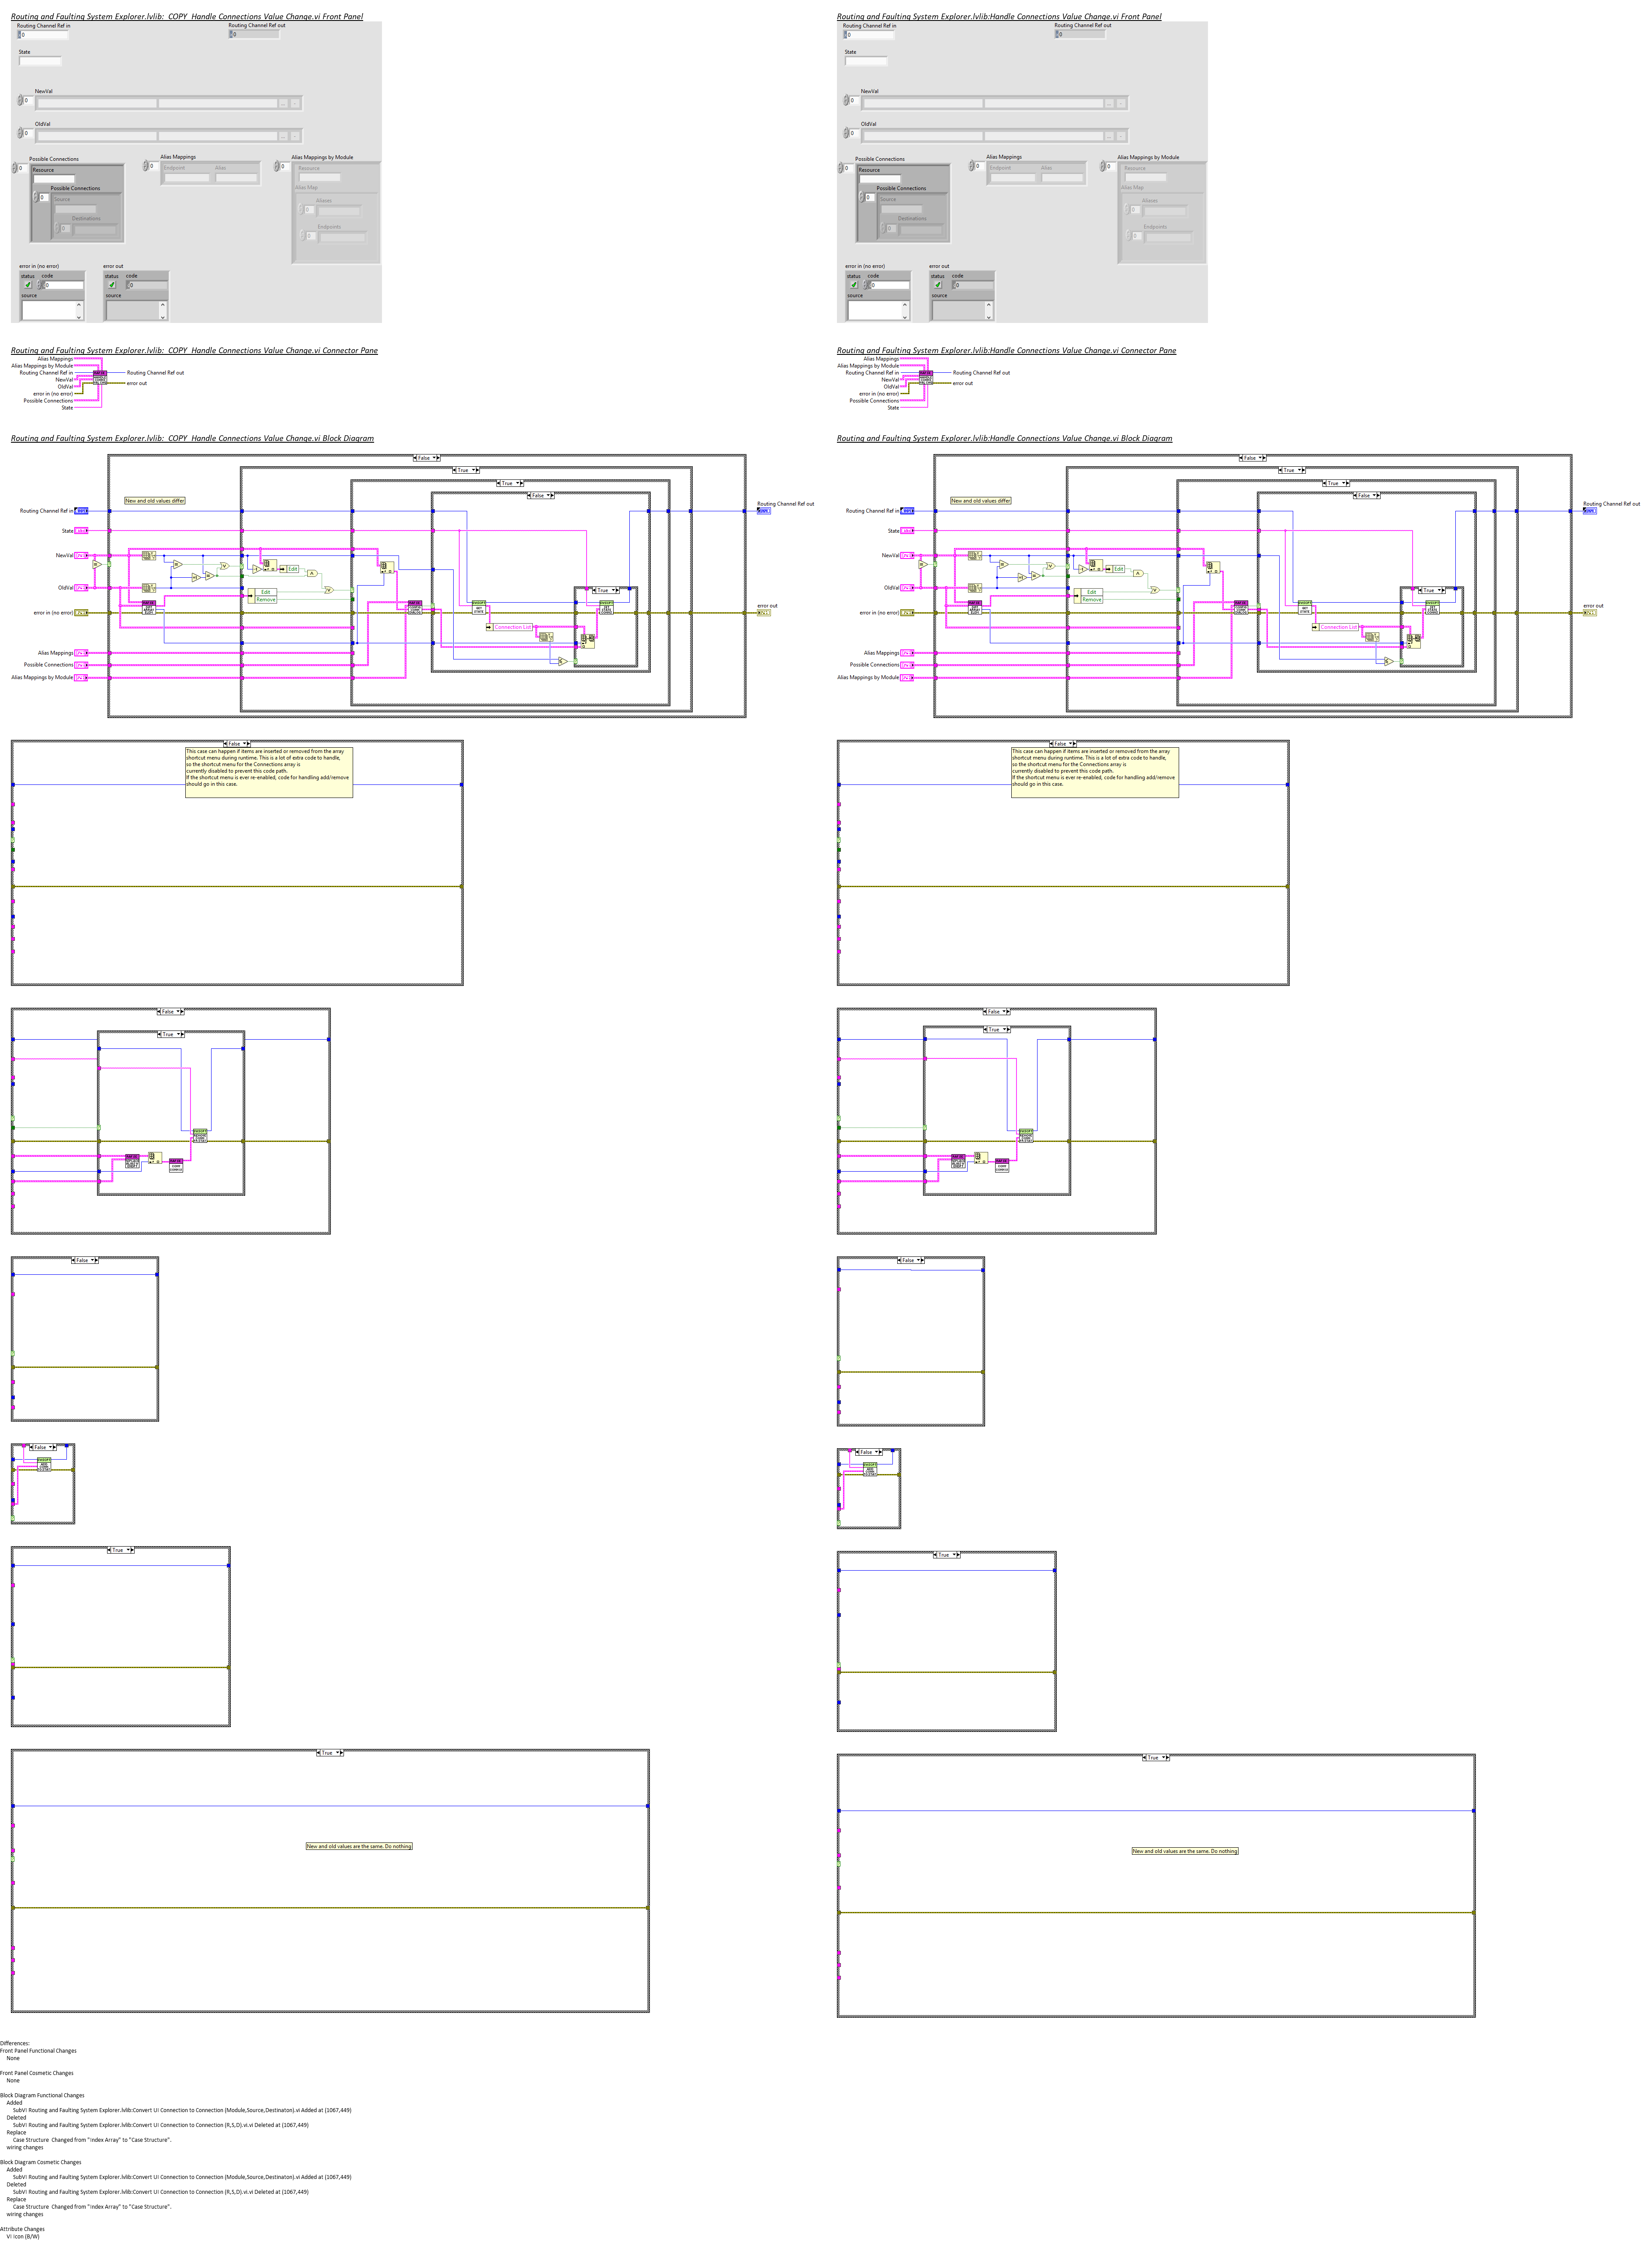 Routing and Faulting System Explorer.lvlib:  COPY  Handle Connections Value Change.vi Front Panel
Routing Channel Ref in
Routing Channel Ref out
0
0
State
NewVal
0
OldVal
0
Possible Connections
0
Resource
Possible Connections
0
Source
Destinations
0
Alias Mappings
0
Endpoint
Alias
Alias Mappings by Module
0
Resource
Alias Map
Aliases
0
Endpoints
0
error in (no error)
status
code
0
source
error out
status
code
0
source
Routing and Faulting System Explorer.lvlib:  COPY  Handle Connections Value Change.vi Connector Pane
Alias Mappings
Alias Mappings by Module
Routing Channel Ref in
NewVal
OldVal
error in (no error)
Possible Connections
State
Routing Channel Ref out
error out
Routing and Faulting System Explorer.lvlib:  COPY  Handle Connections Value Change.vi Block Diagram
False
True
True
False
New and old values differ
Routing Channel Ref in
Routing Channel Ref out
State
NewVal
Edit
OldVal
Edit
Remove
True
error in (no error)
error out
Connection List
Alias Mappings
Possible Connections
Alias Mappings by Module
False
This case can happen if items are inserted or removed from the array
shortcut menu during runtime. This is a lot of extra code to handle,
so the shortcut menu for the Connections array is
currently disabled to prevent this code path.
If the shortcut menu is ever re-enabled, code for handling add/remove
should go in this case.
False
True
False
False
True
True
New and old values are the same. Do nothing
Routing and Faulting System Explorer.lvlib:Handle Connections Value Change.vi Front Panel
Routing Channel Ref in
Routing Channel Ref out
0
0
State
NewVal
0
OldVal
0
Possible Connections
0
Resource
Possible Connections
0
Source
Destinations
0
Alias Mappings
0
Endpoint
Alias
Alias Mappings by Module
0
Resource
Alias Map
Aliases
0
Endpoints
0
error in (no error)
status
code
0
source
error out
status
code
0
source
Routing and Faulting System Explorer.lvlib:Handle Connections Value Change.vi Connector Pane
Alias Mappings
Alias Mappings by Module
Routing Channel Ref in
NewVal
OldVal
error in (no error)
Possible Connections
State
Routing Channel Ref out
error out
Routing and Faulting System Explorer.lvlib:Handle Connections Value Change.vi Block Diagram
False
True
True
False
New and old values differ
Routing Channel Ref in
Routing Channel Ref out
State
NewVal
Edit
OldVal
Edit
Remove
True
error in (no error)
error out
Connection List
Alias Mappings
Possible Connections
Alias Mappings by Module
False
This case can happen if items are inserted or removed from the array
shortcut menu during runtime. This is a lot of extra code to handle,
so the shortcut menu for the Connections array is
currently disabled to prevent this code path.
If the shortcut menu is ever re-enabled, code for handling add/remove
should go in this case.
False
True
False
False
True
True
New and old values are the same. Do nothing
Differences:
Front Panel Functional Changes
None
Front Panel Cosmetic Changes
None
Block Diagram Functional Changes
Added
SubVI Routing and Faulting System Explorer.lvlib:Convert UI Connection to Connection (Module,Source,Destinaton).vi Added at (1067,449)
Deleted
SubVI Routing and Faulting System Explorer.lvlib:Convert UI Connection to Connection (R,S,D).vi.vi Deleted at (1067,449)
Replace
Case Structure  Changed from "Index Array" to "Case Structure".
wiring changes
Block Diagram Cosmetic Changes
Added
SubVI Routing and Faulting System Explorer.lvlib:Convert UI Connection to Connection (Module,Source,Destinaton).vi Added at (1067,449)
Deleted
SubVI Routing and Faulting System Explorer.lvlib:Convert UI Connection to Connection (R,S,D).vi.vi Deleted at (1067,449)
Replace
Case Structure  Changed from "Index Array" to "Case Structure".
wiring changes
Attribute Changes
VI Icon (B/W)